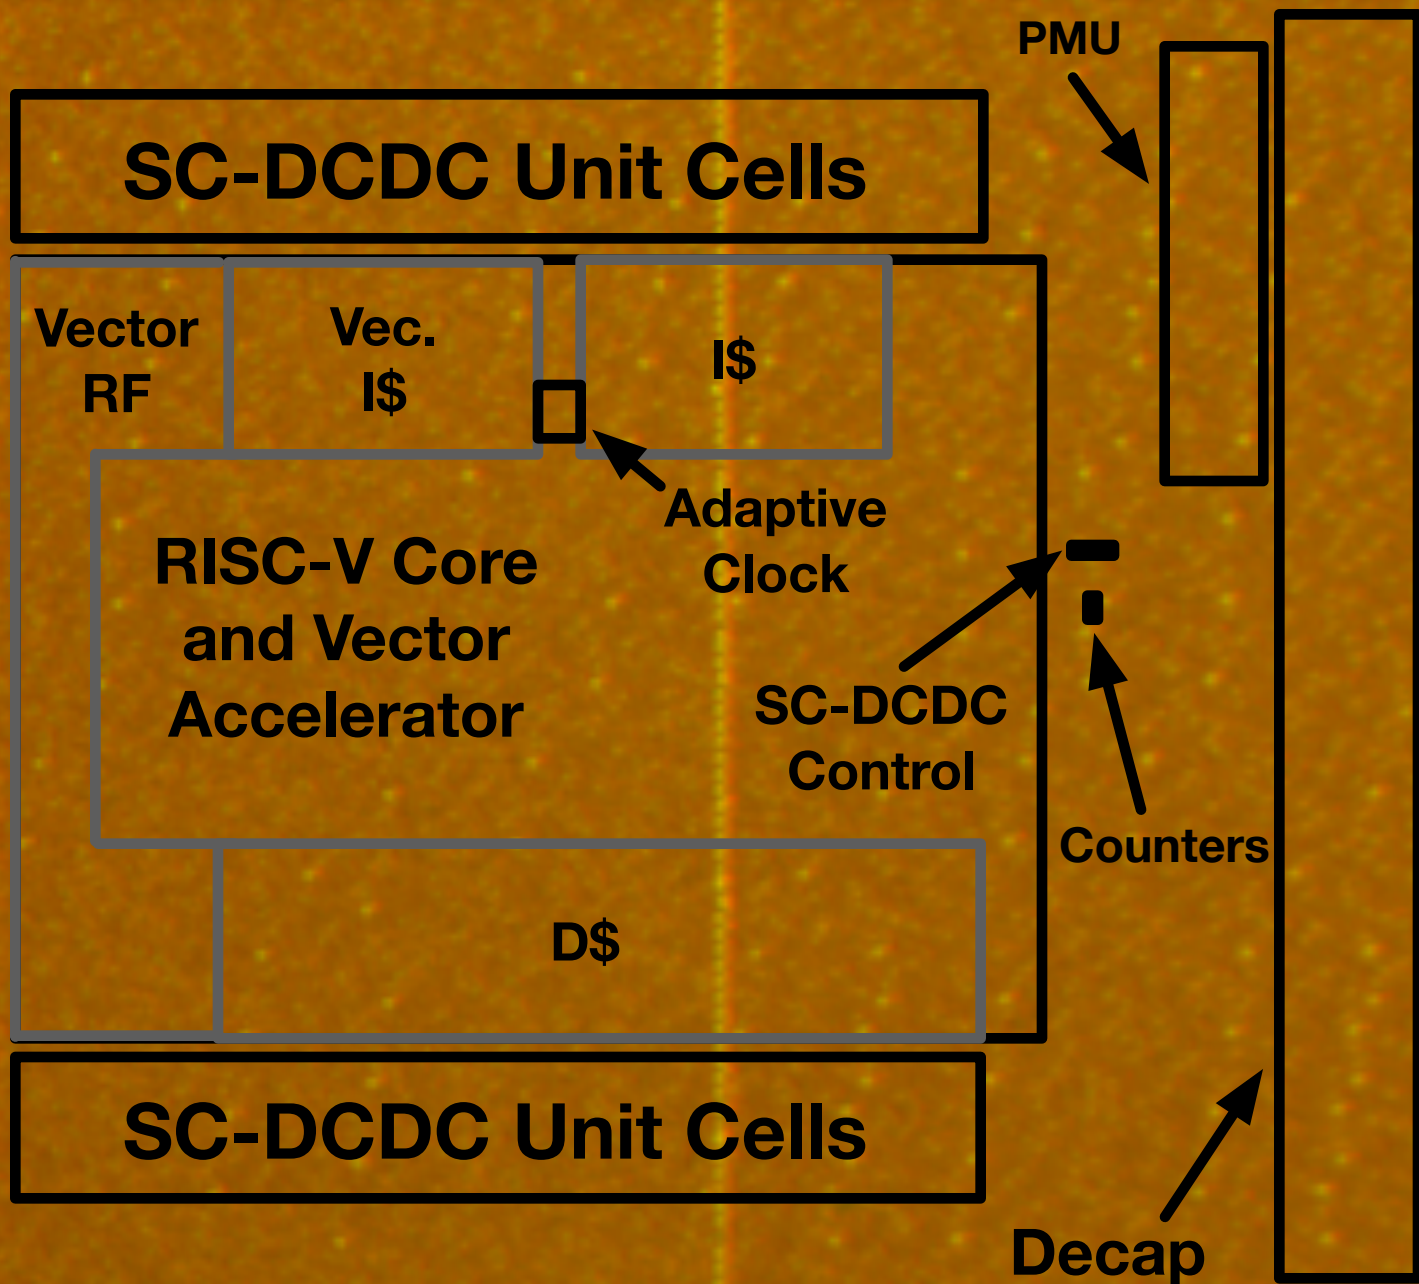 PMU
SC-DCDC Unit Cells
Vector
RF
Vec.
I$
I$
Adaptive
Clock
RISC-V Core
and Vector
Accelerator
SC-DCDC
Control
Counters
D$
SC-DCDC Unit Cells
Decap